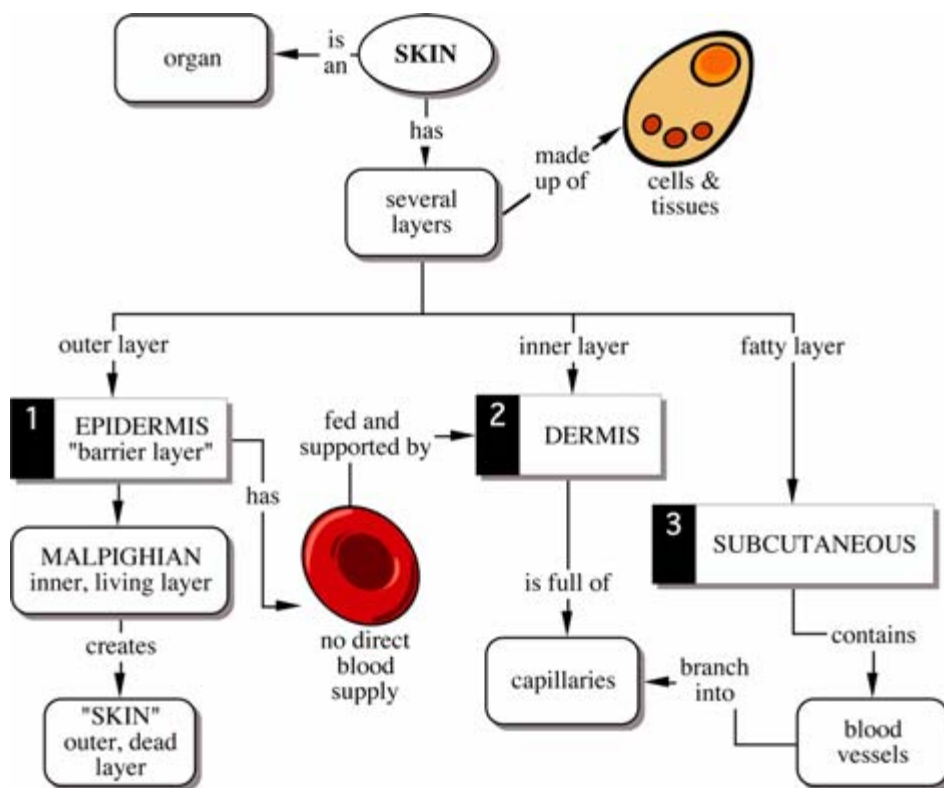 organ
is
an
SKIN
has
several
layers
made
up of
cells &
tissues
outer layer
inner layer
fatty layer
1
EPIDERMIS
"barrier layer"
has
fed and
supported by
2
DERMIS
3
SUBCUTANEOUS
MALPIGHIAN
inner, living layer
no direct
blood
supply
is full of
contains
creates
capillaries
branch
into
blood
vessels
"SKIN"
outer, dead
layer